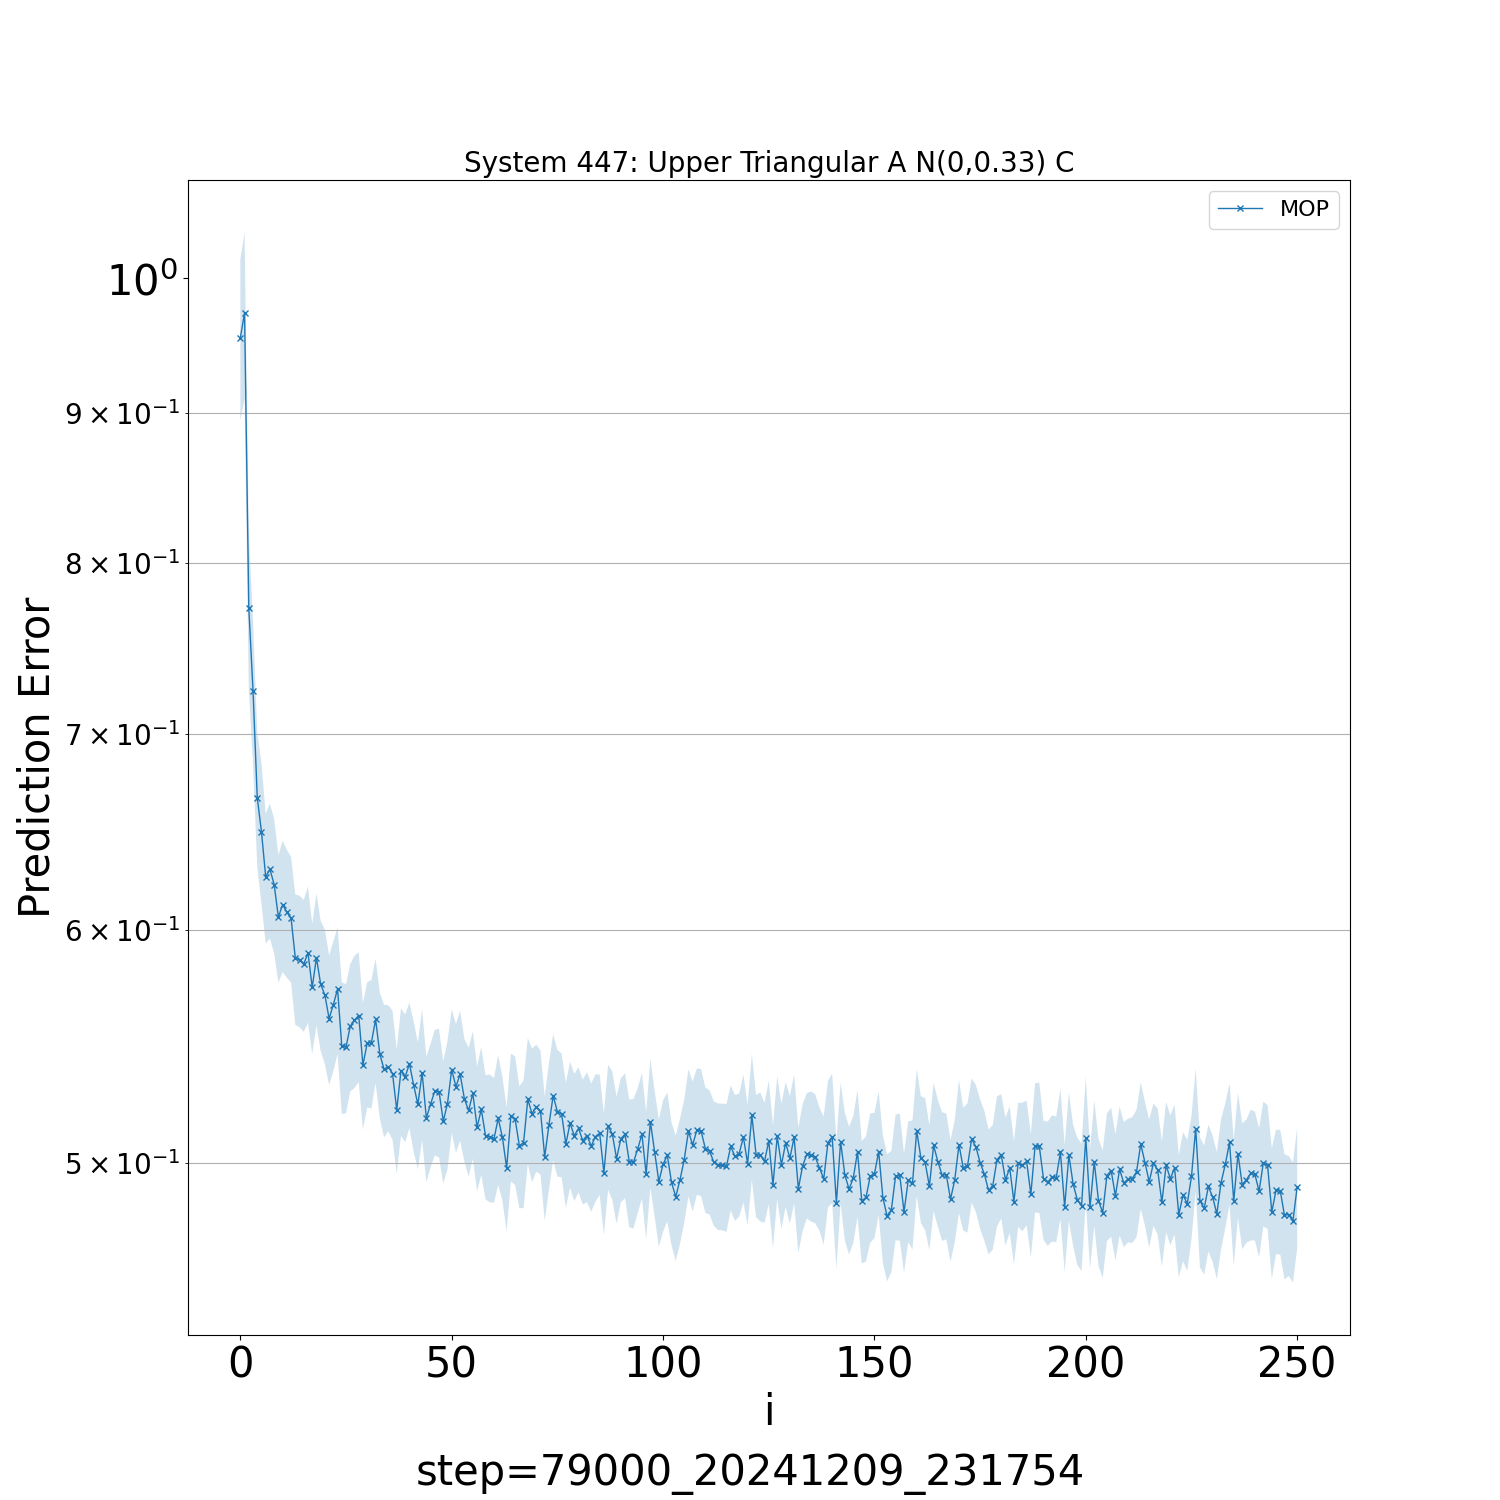 System 447: Upper Triangular A N(0,0.33) C
MOP
10⁰
9 × 10⁻¹
8 × 10⁻¹
7 × 10⁻¹
6 × 10⁻¹
5 × 10⁻¹
Prediction Error
0 50 100 150 200 250
i
step=79000_20241209_231754